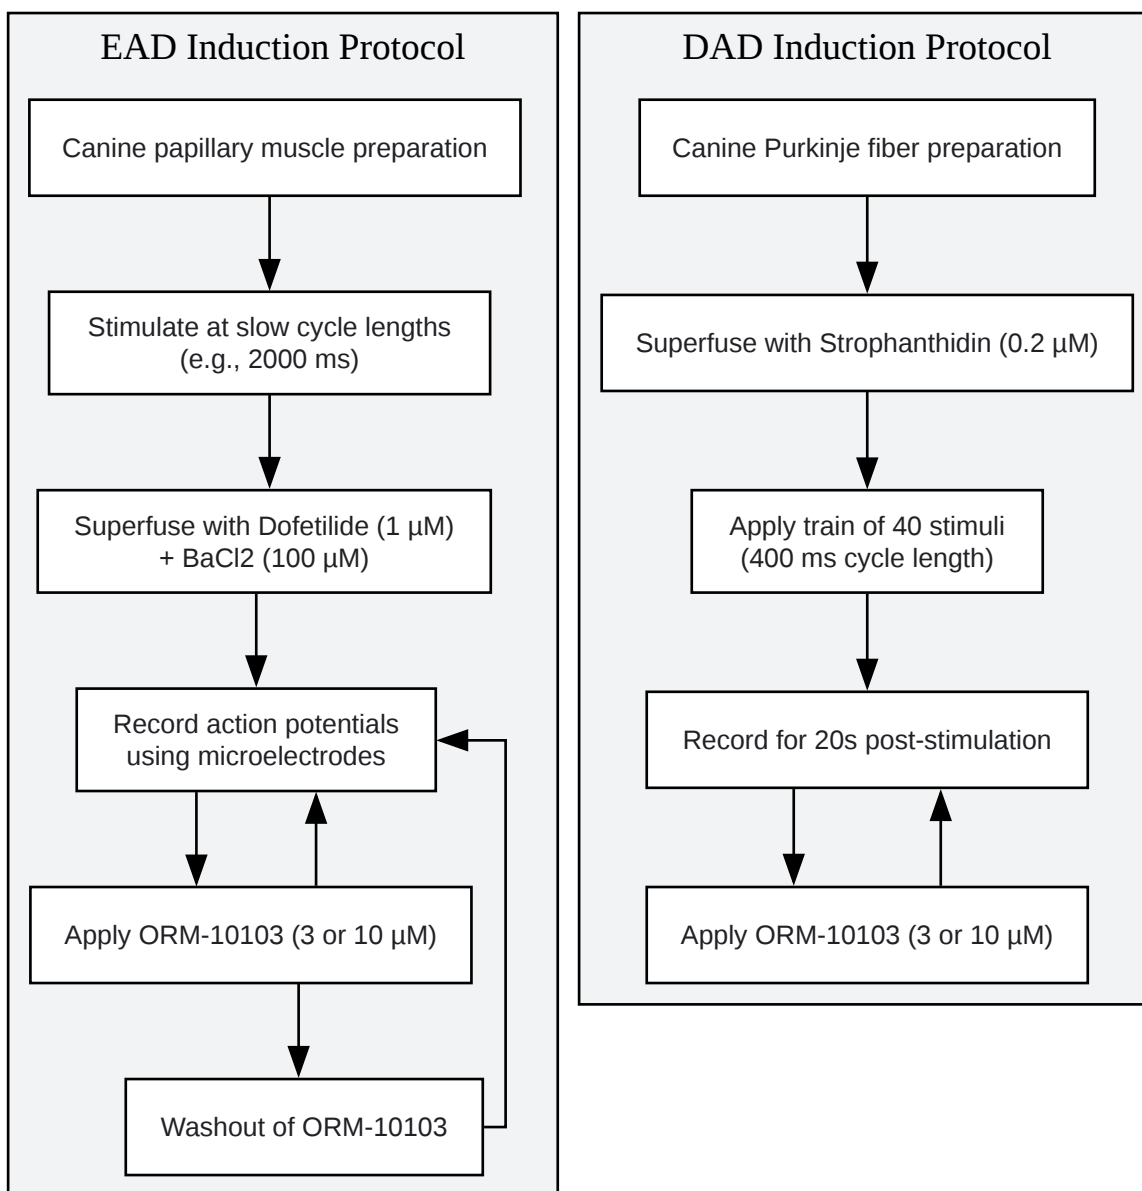 EAD Induction Protocol
Canine papillary muscle preparation
Stimulate at slow cycle lengths
(e.g., 2000 ms)
Superfuse with Dofetilide (1 µM)
+ BaCl2 (100 µM)
Record action potentials
using microelectrodes
Apply ORM-10103 (3 or 10 µM)
Washout of ORM-10103
DAD Induction Protocol
Canine Purkinje fiber preparation
Superfuse with Strophanthidin (0.2 µM)
Apply train of 40 stimuli
(400 ms cycle length)
Record for 20s post-stimulation
Apply ORM-10103 (3 or 10 µM)